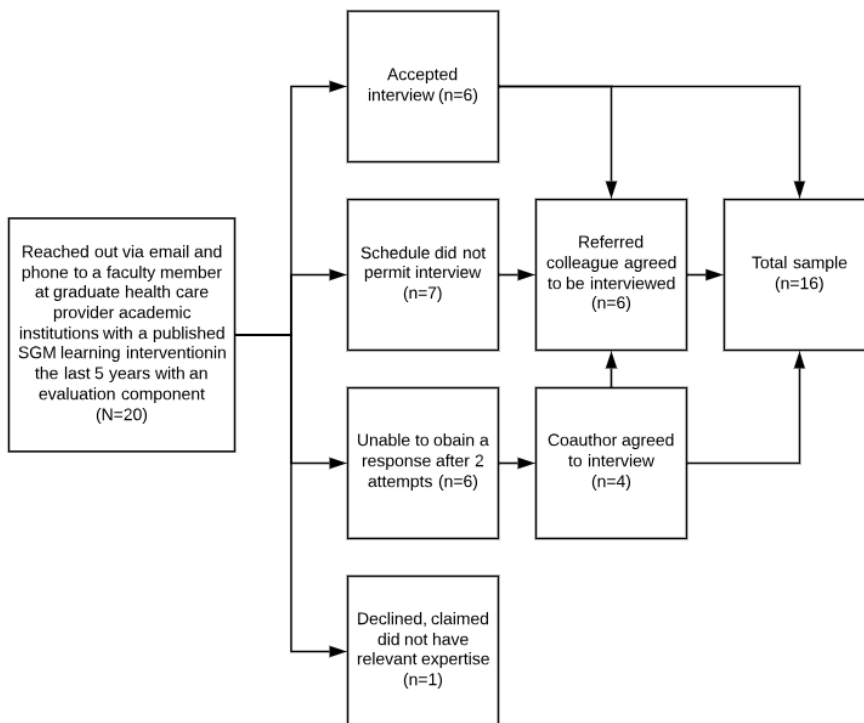 Accepted
interview (n=6)
Reached out via email and
phone to a faculty member
at graduate health care
provider academic
institutions with a published
SGM learning interventionin
the last 5 years with an
evaluation component
(N=20)
Schedule did not
permit interview
(n=7)
Referred
colleague agreed
to be interviewed
(n=6)
Total sample
(n=16)
Unable to obain a
response after 2
attempts (n=6)
Coauthor agreed
to interview
(n=4)
Declined, claimed
did not have
relevant expertise
(n=1)